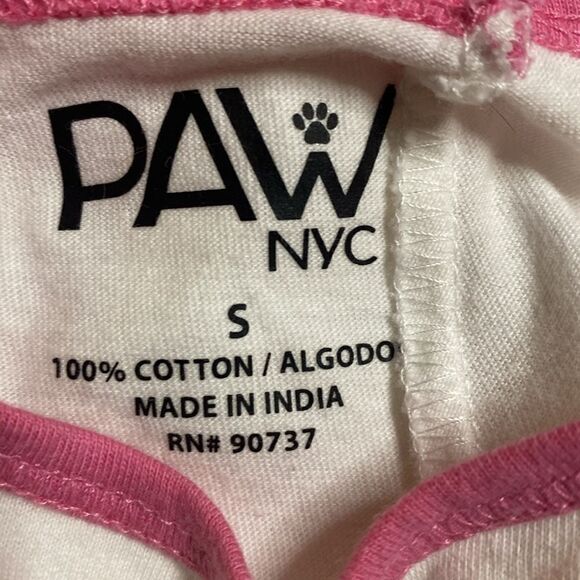 PAW
NYC
S
100% COTTON / ALGODO
MADE IN INDIA
RN# 90737